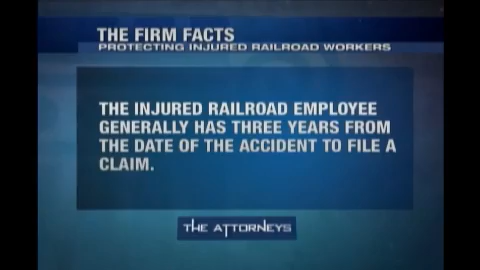 THE FIRM FACTS
PROTECTING INJURED RAILROAD WORKERS
THE INJURED RAILROAD EMPLOYEE
GENERALLY HAS THREE YEARS FROM
THE DATE OF THE ACCIDENT TO FILE A
CLAIM.
THE ATTORNEYS